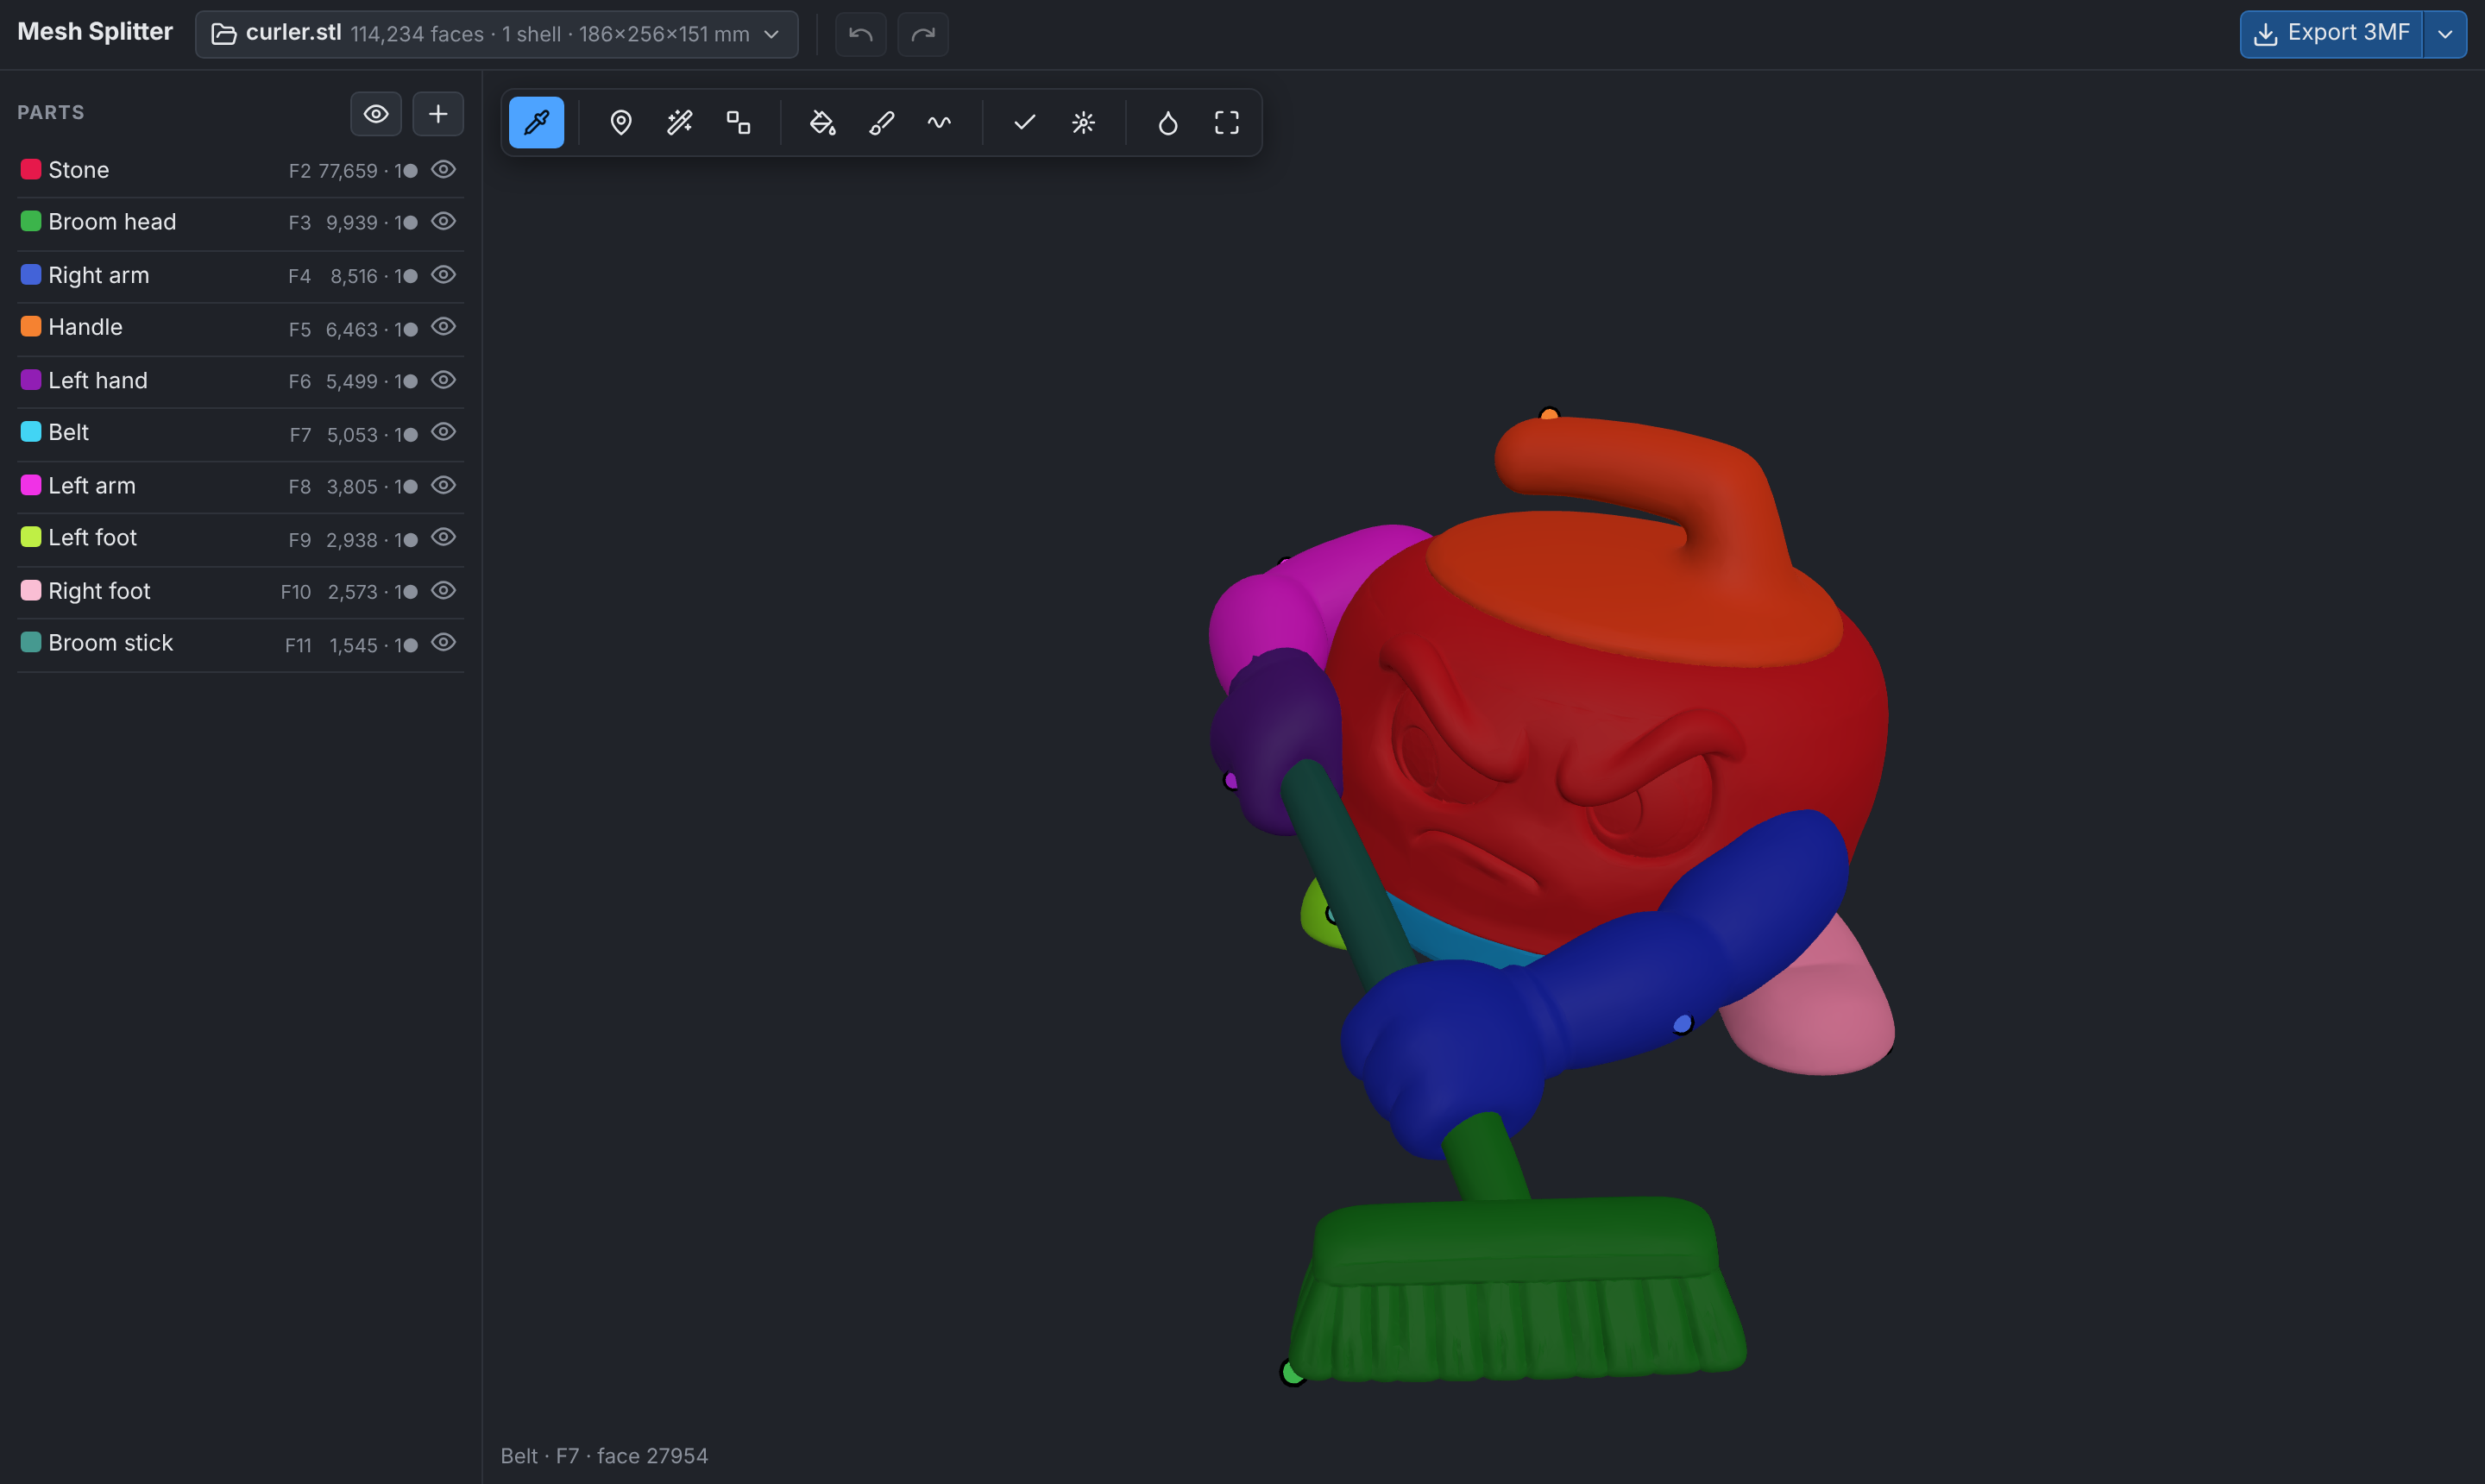 Mesh Splitter curler.stl 114,234 faces · 1 shell · 186×256×151 mm Export 3MF
PARTS
Stone F2 77,659 · 1
Broom head F3 9,939 · 1
Right arm F4 8,516 · 1
Handle F5 6,463 · 1
Left hand F6 5,499 · 1
Belt F7 5,053 · 1
Left arm F8 3,805 · 1
Left foot F9 2,938 · 1
Right foot F10 2,573 · 1
Broom stick F11 1,545 · 1
Belt · F7 · face 27954